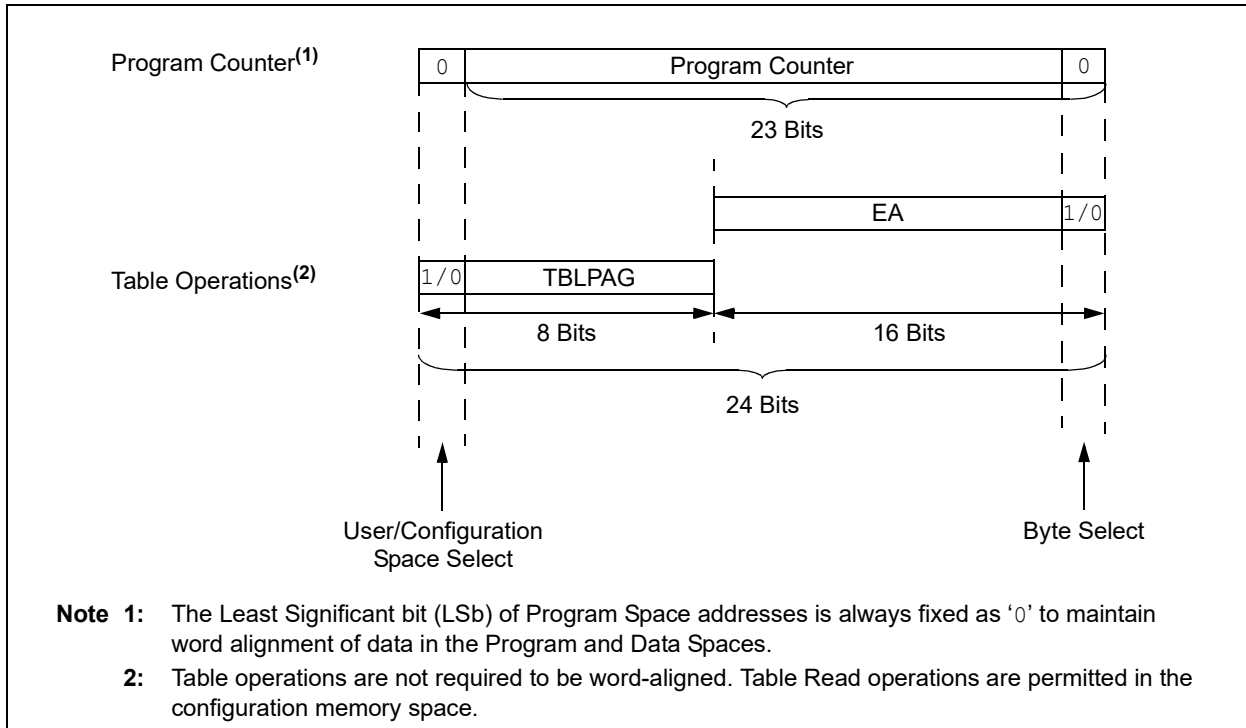 Program Counter(1)
0 Program Counter 0
23 Bits
EA 1/0
Table Operations(2)
1/0 TBLPAG
8 Bits 16 Bits
24 Bits
User/Configuration
Space Select
Byte Select
Note 1: The Least Significant bit (LSb) of Program Space addresses is always fixed as ‘0’ to maintain
word alignment of data in the Program and Data Spaces.
2: Table operations are not required to be word-aligned. Table Read operations are permitted in the
configuration memory space.